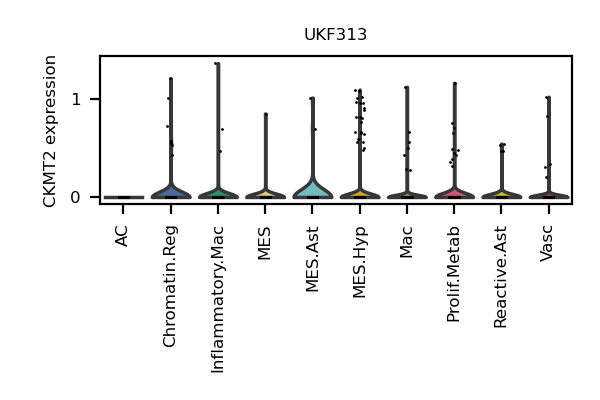 UKF313
CKMT2 expression
1
0
AC
Chromatin.Reg
Inflammatory.Mac
MES
MES.Ast
MES.Hyp
Mac
Prolif.Metab
Reactive.Ast
Vasc